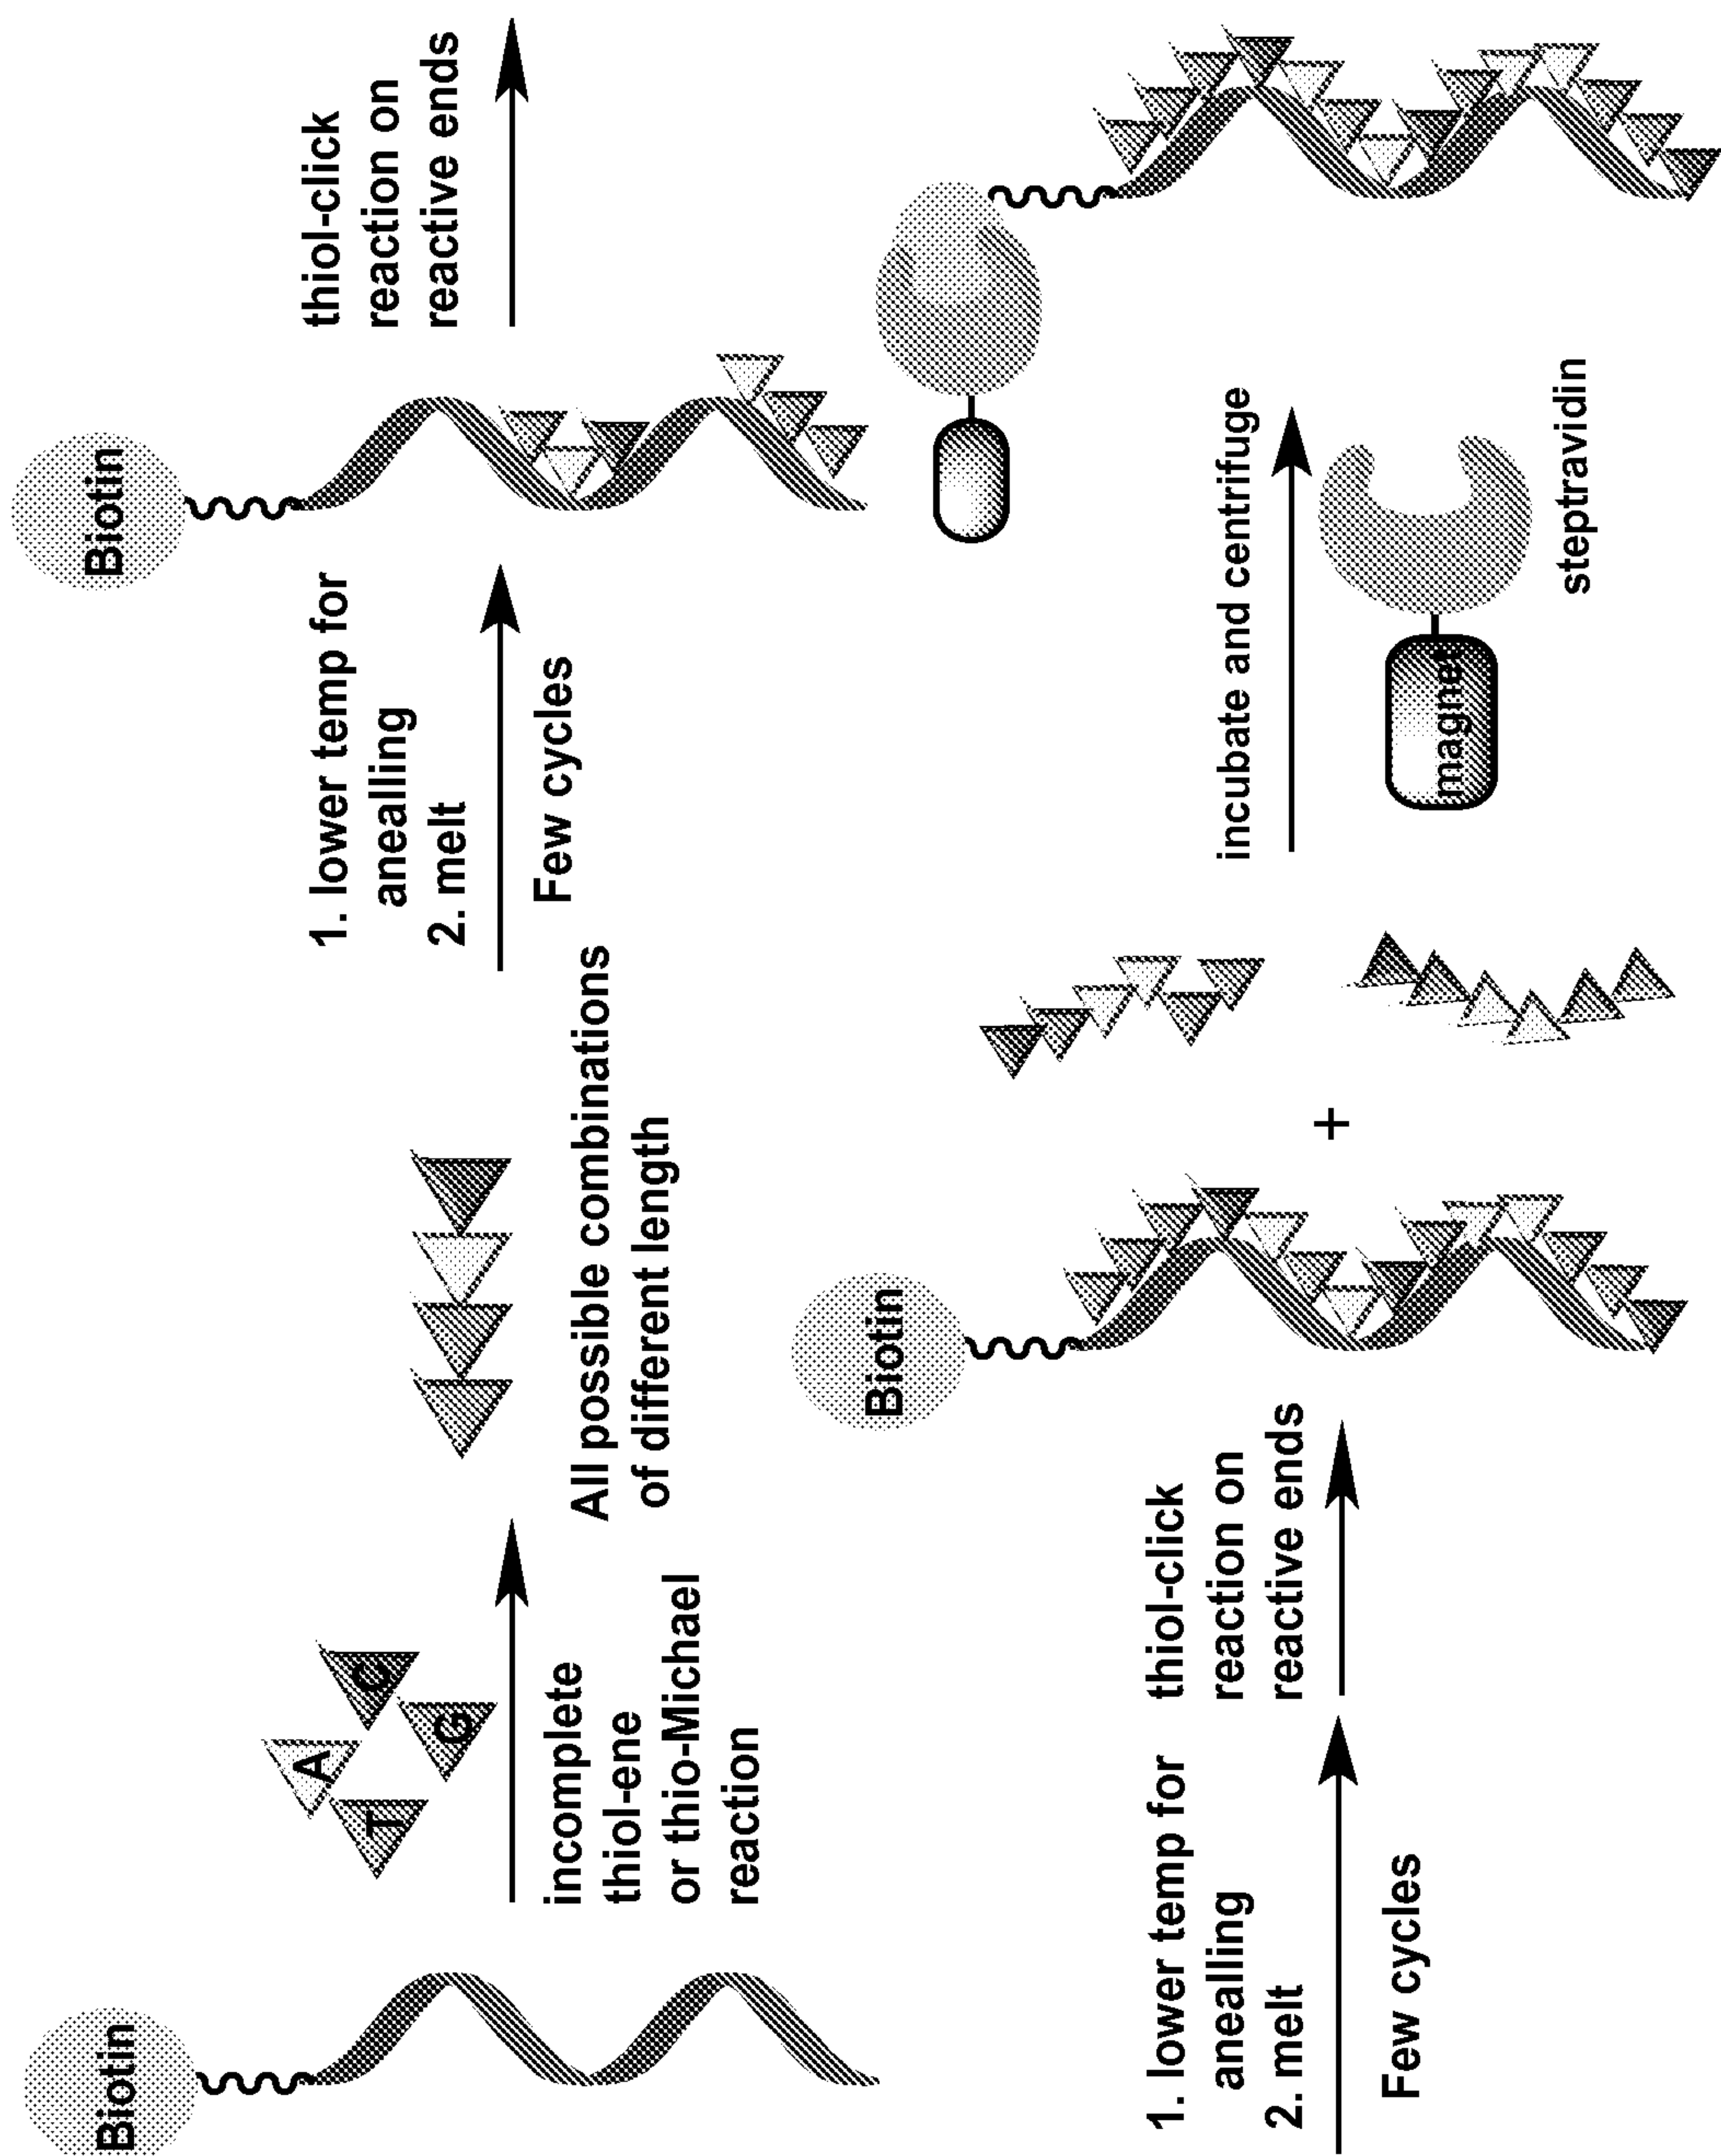 Biotin
A
C
T
G
incomplete
thiol-ene
or thio-Michael
reaction
All possible combinations
of different length
1. lower temp for
anealling
2. melt
Few cycles
Biotin
thiol-click
reaction on
reactive ends
1. lower temp for
anealling
2. melt
Few cycles
thiol-click
reaction on
reactive ends
Biotin
+
incubate and centrifuge
magnet
steptravidin